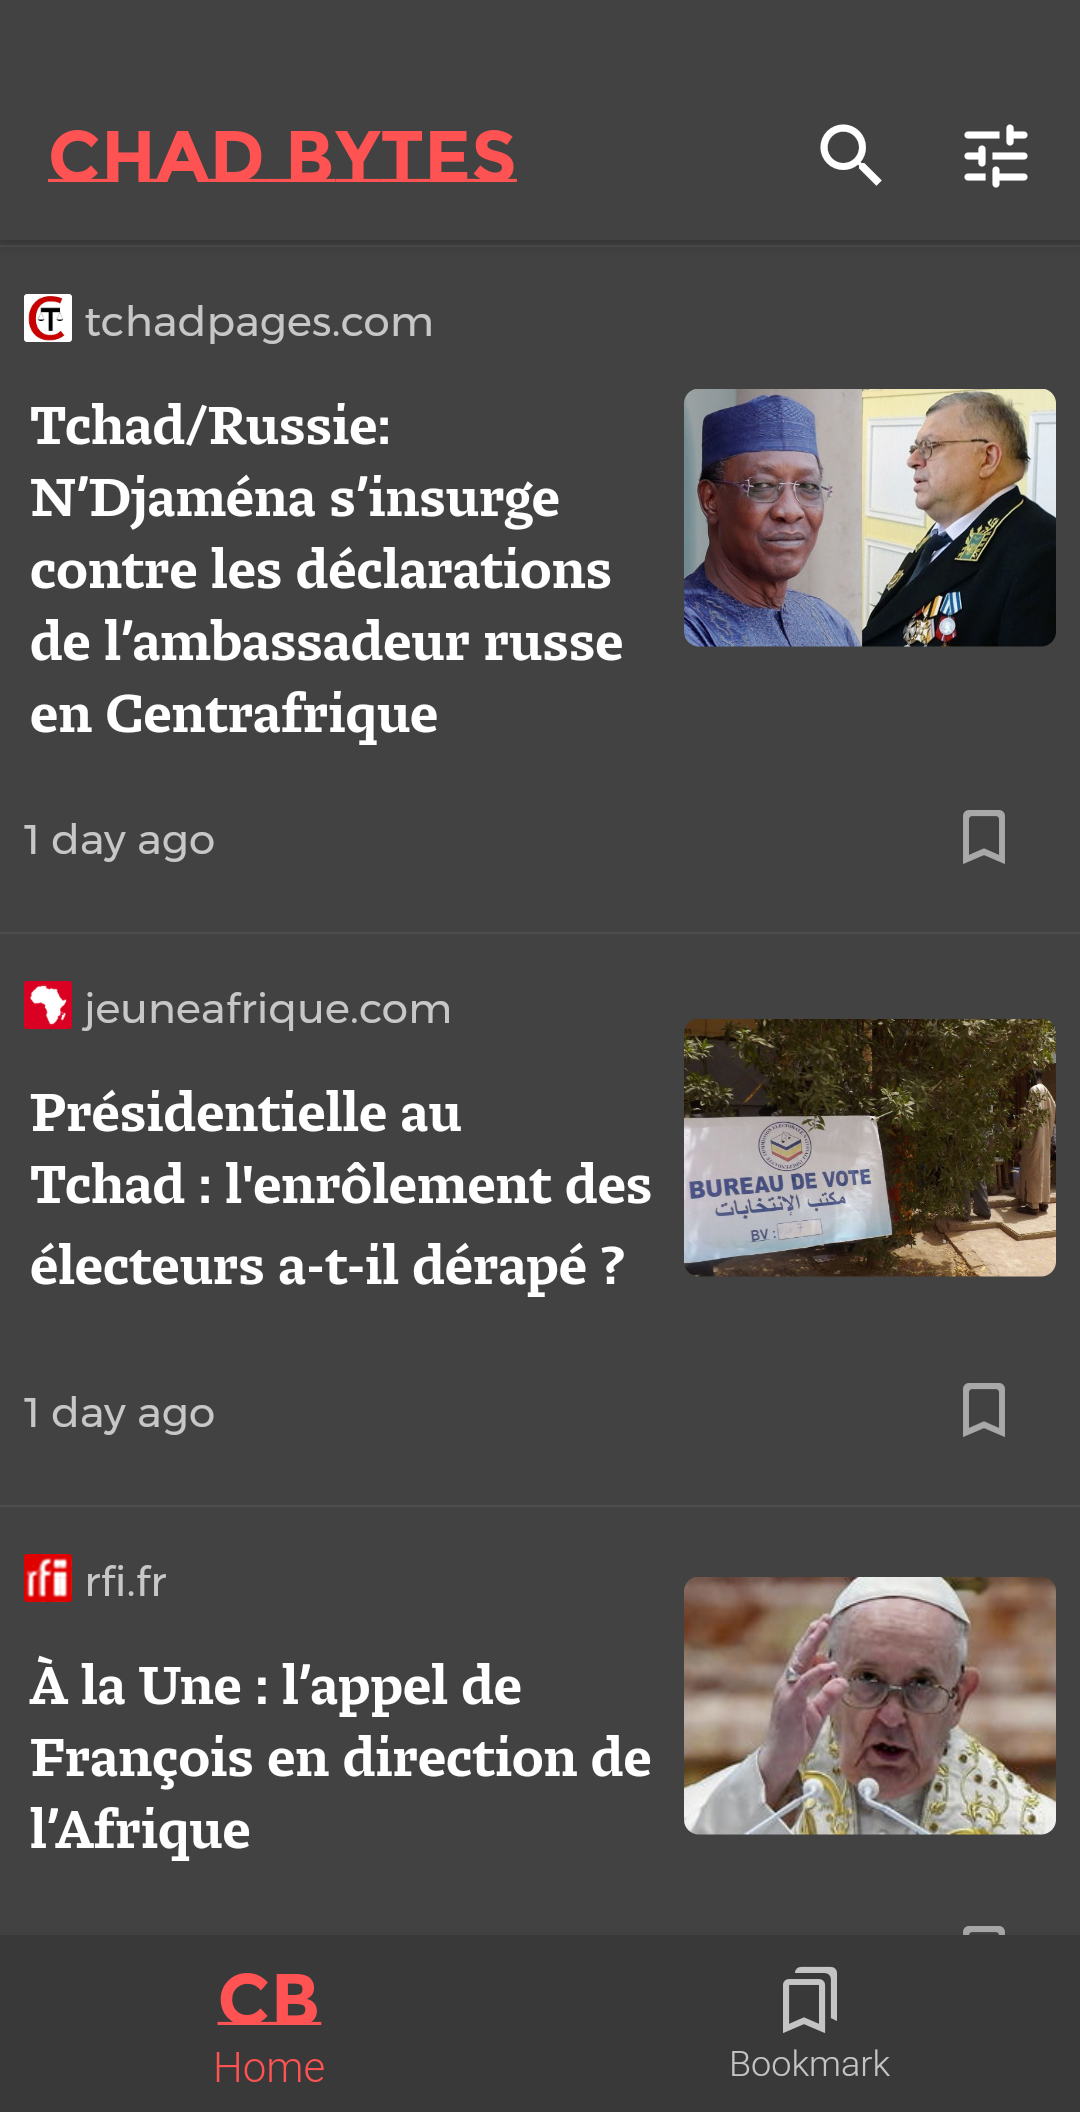 CHAD BYTES
CT tchadpages.com
Tchad/Russie:
N’Djaména s’insurge
contre les déclarations
de l’ambassadeur russe
en Centrafrique
1 day ago
jeuneafrique.com
Présidentielle au
Tchad : l'enrôlement des
électeurs a-t-il dérapé ?
BUREAU DE VOTE
مكتب الإنتخابات
BV :
1 day ago
rfi rfi.fr
À la Une : l’appel de
François en direction de
l’Afrique
CB
Home
Bookmark